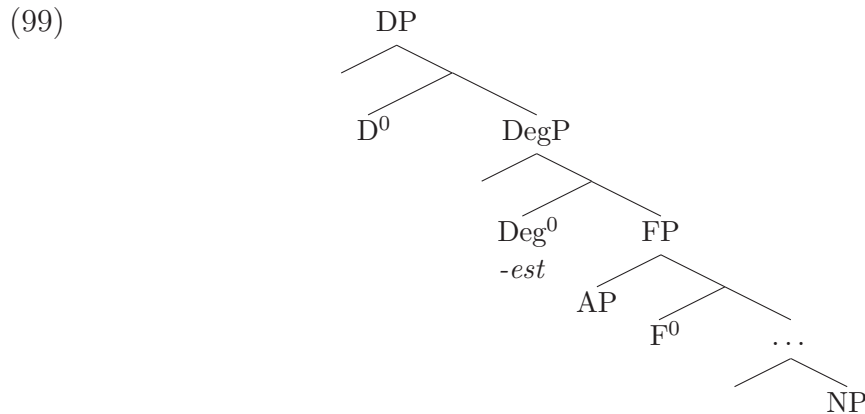 (99)
DP
D⁰
DegP
Deg⁰
FP
-est
AP
F⁰
...
NP